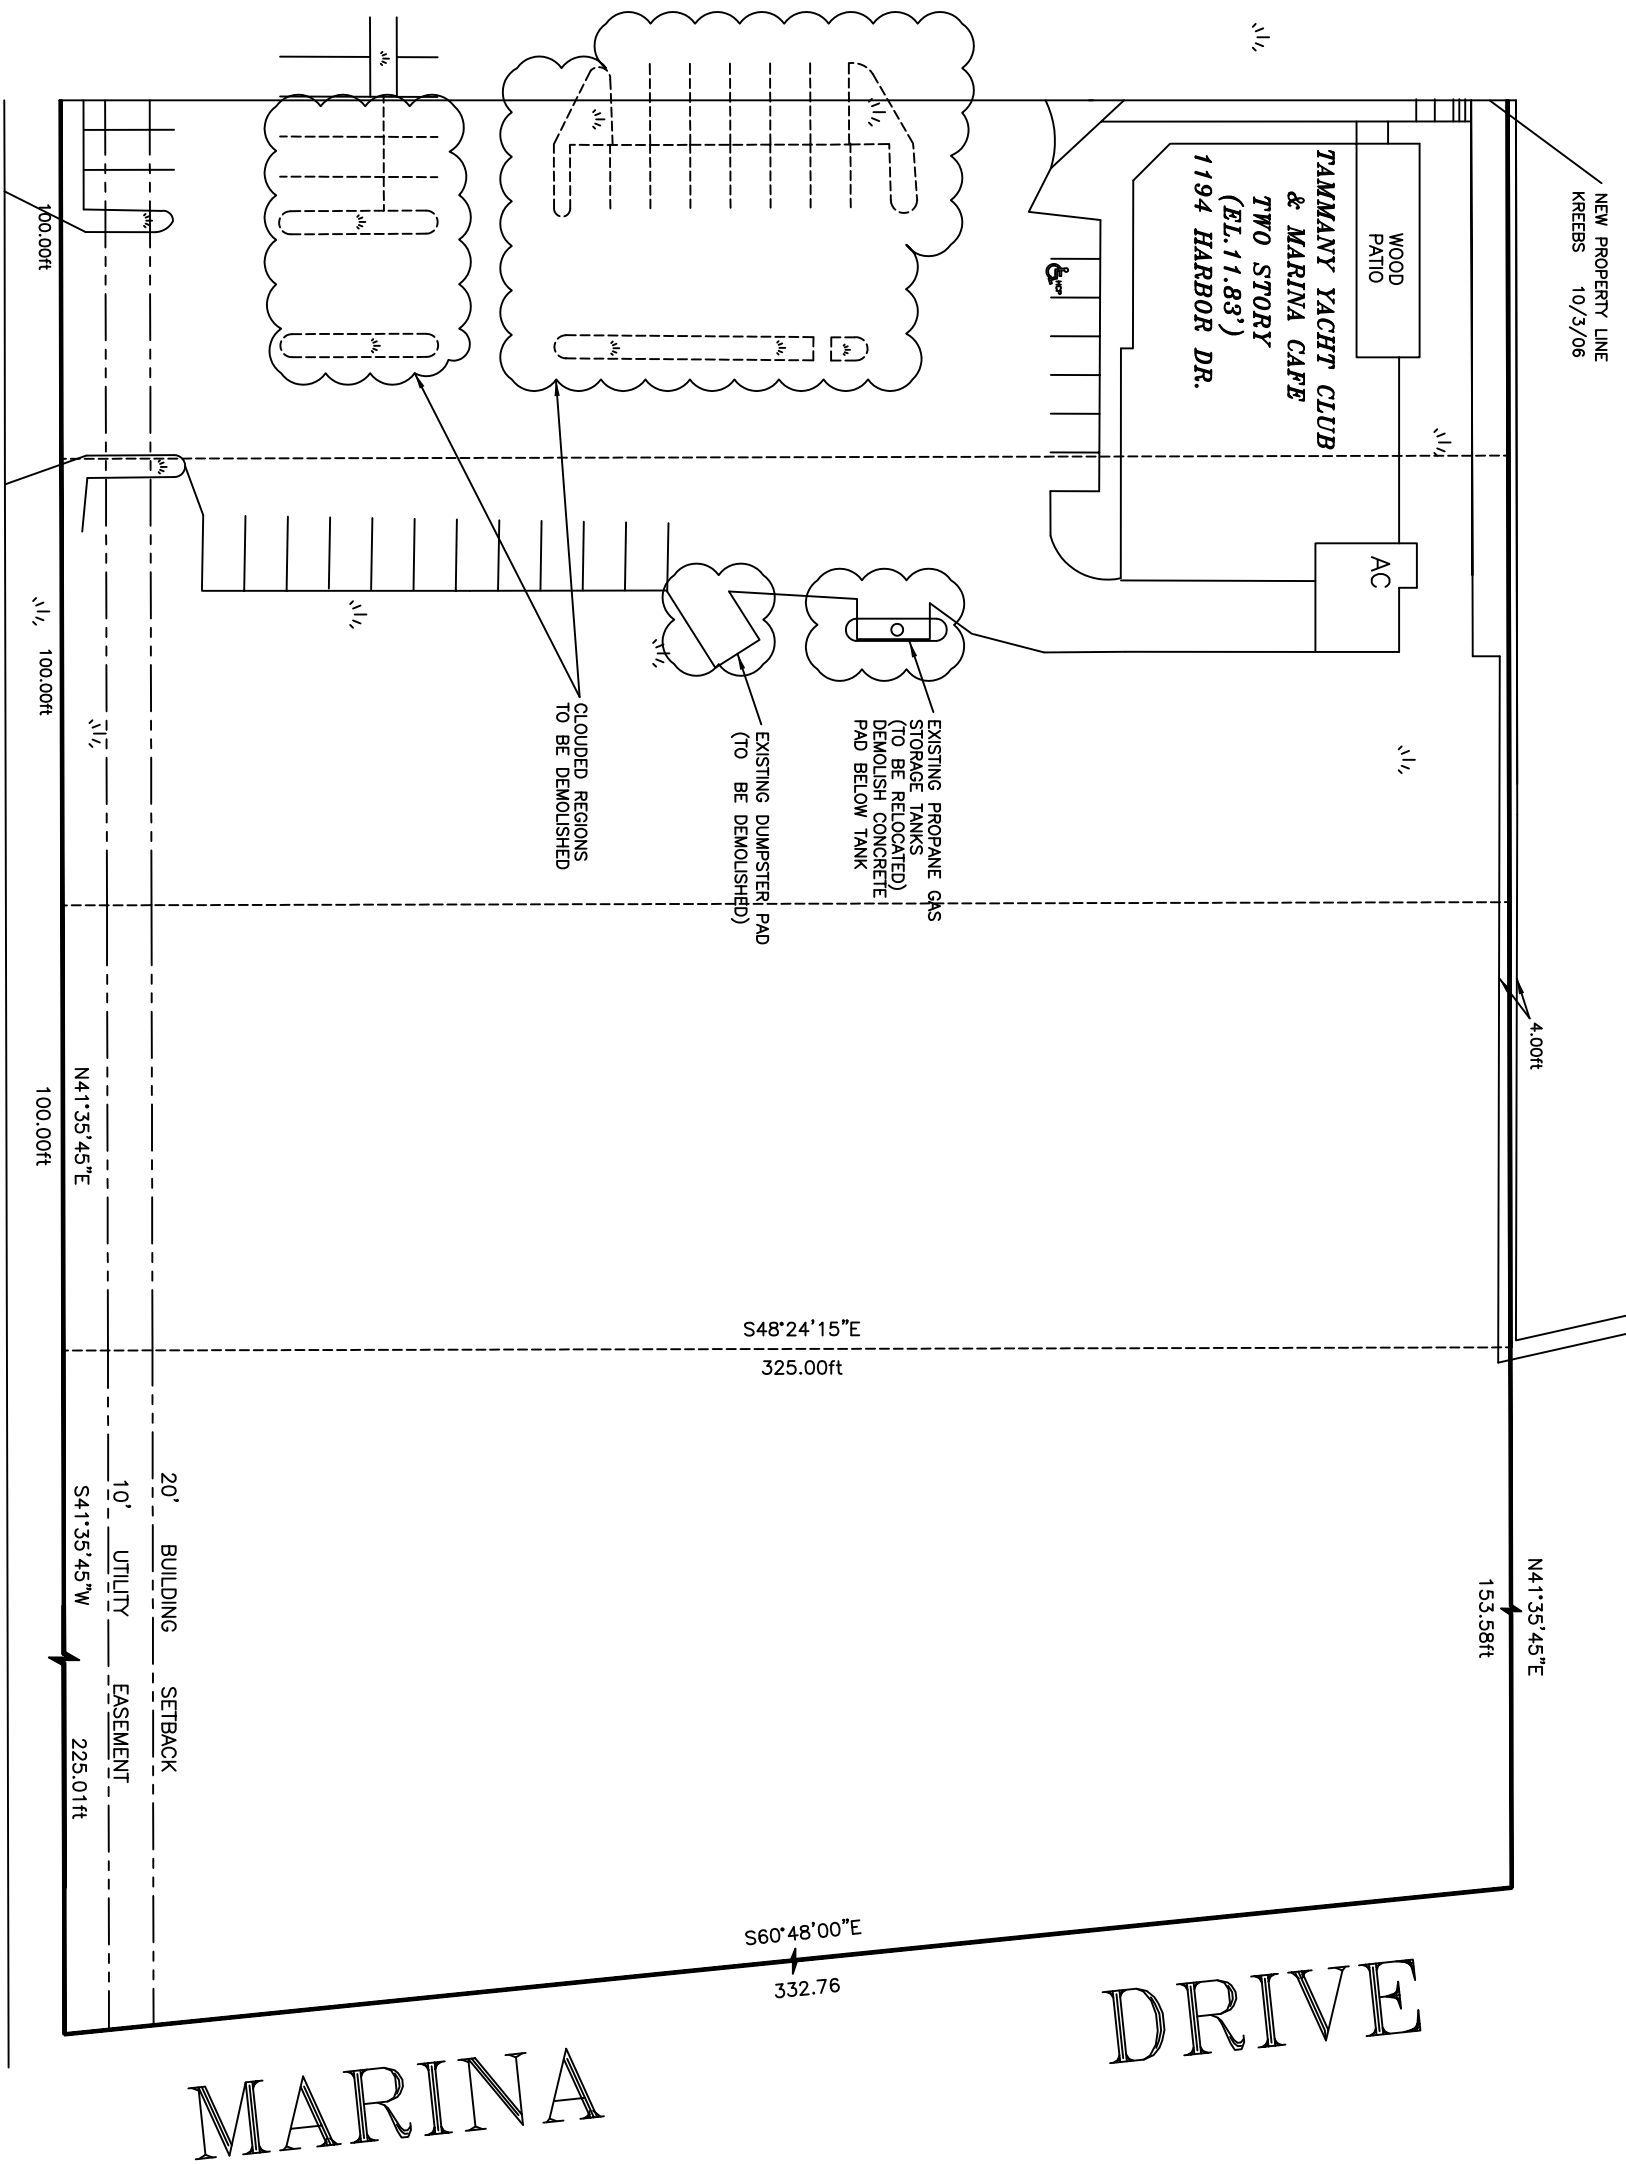 NEW PROPERTY LINE
KREEBS 10/3/06
WOOD
PATIO
TAMMANY YACHT CLUB
& MARINA CAFE
TWO STORY
(EL.11.83')
1194 HARBOR DR.
HCP
AC
EXISTING PROPANE GAS
STORAGE TANKS
(TO BE RELOCATED)
DEMOLISH CONCRETE
PAD BELOW TANK
EXISTING DUMPSTER PAD
(TO BE DEMOLISHED)
CLOUDED REGIONS
TO BE DEMOLISHED
100.00ft
100.00ft
4.00ft
N41°35'45"E
100.00ft
S48°24'15"E
325.00ft
N41°35'45"E
153.58ft
20' BUILDING SETBACK
10' UTILITY EASEMENT
S41°35'45"W
225.01ft
S60°48'00"E
332.76
MARINA DRIVE